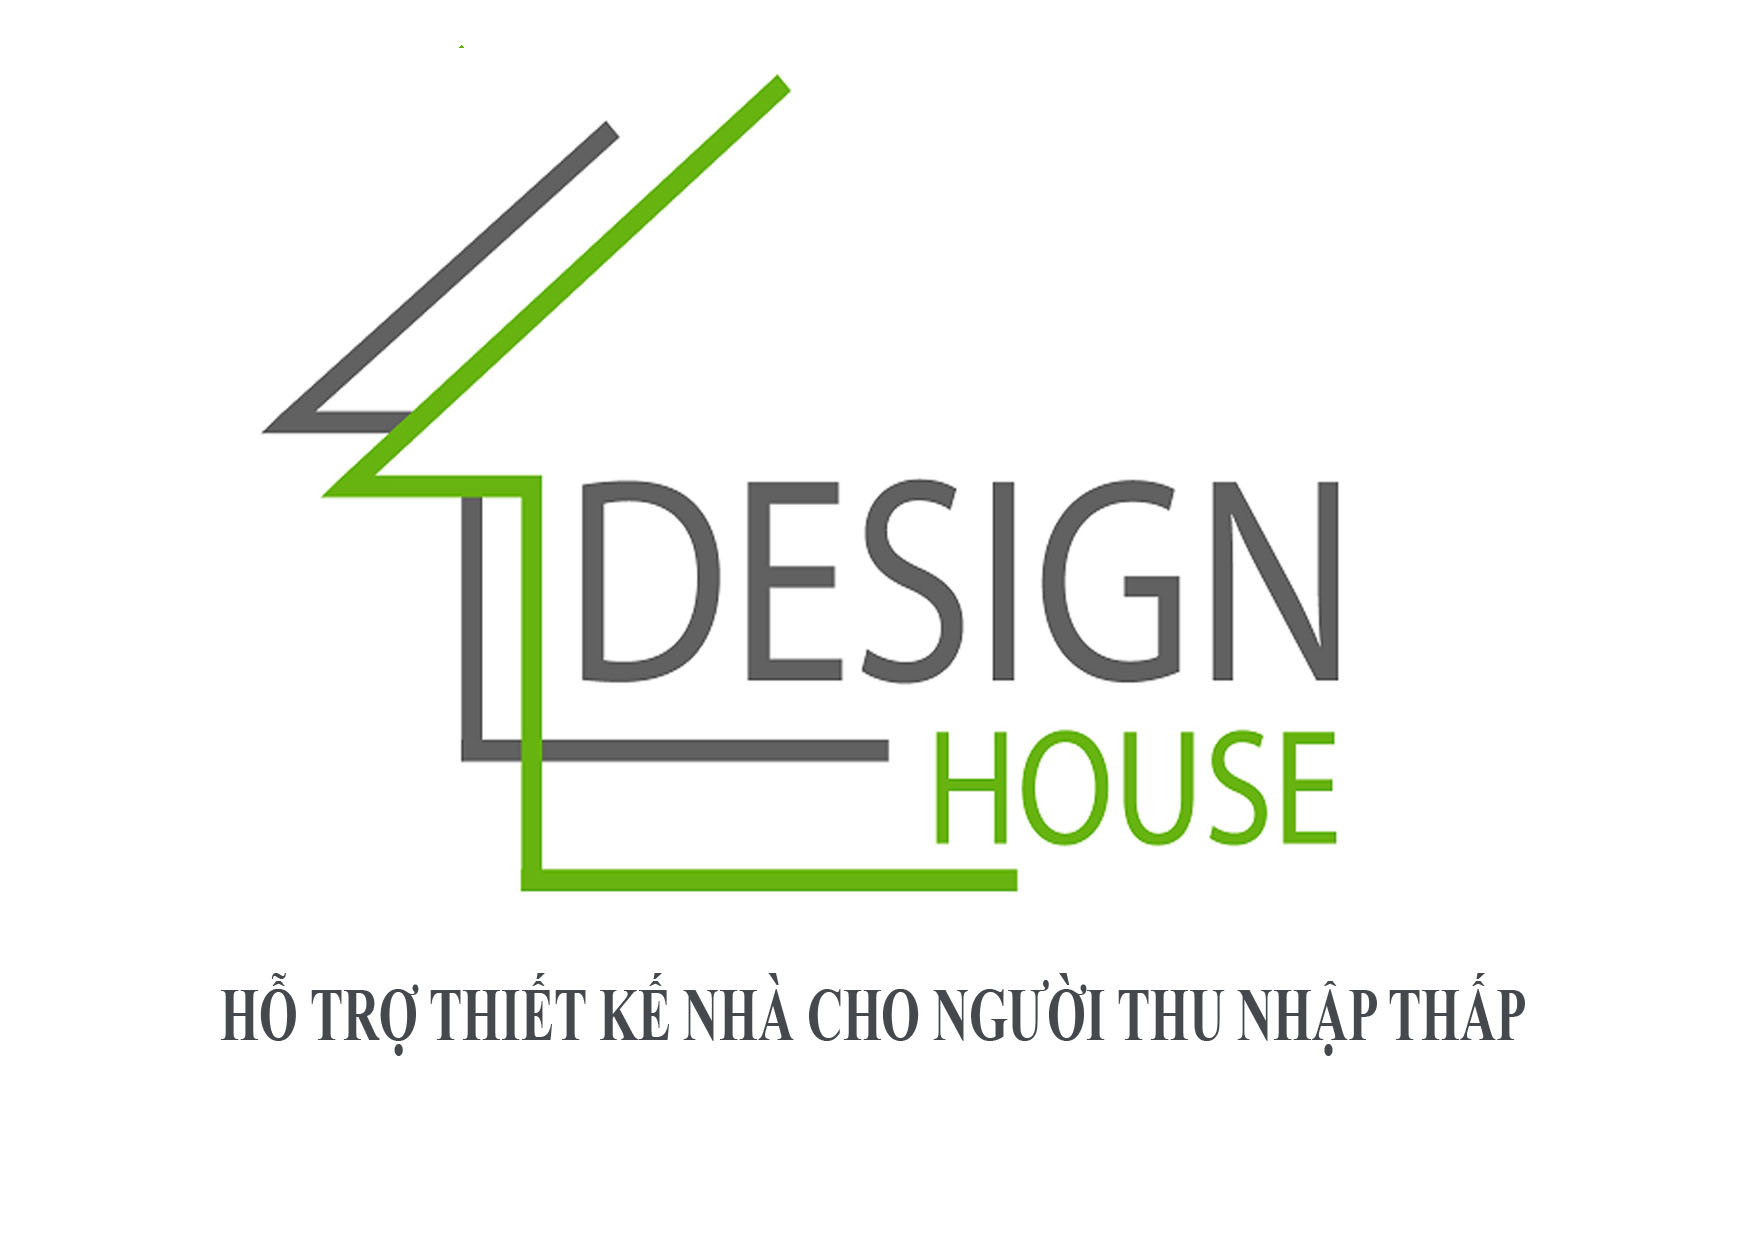 DESIGN
HOUSE
HỖ TRỢ THIẾT KẾ NHÀ CHO NGƯỜI THU NHẬP THẤP